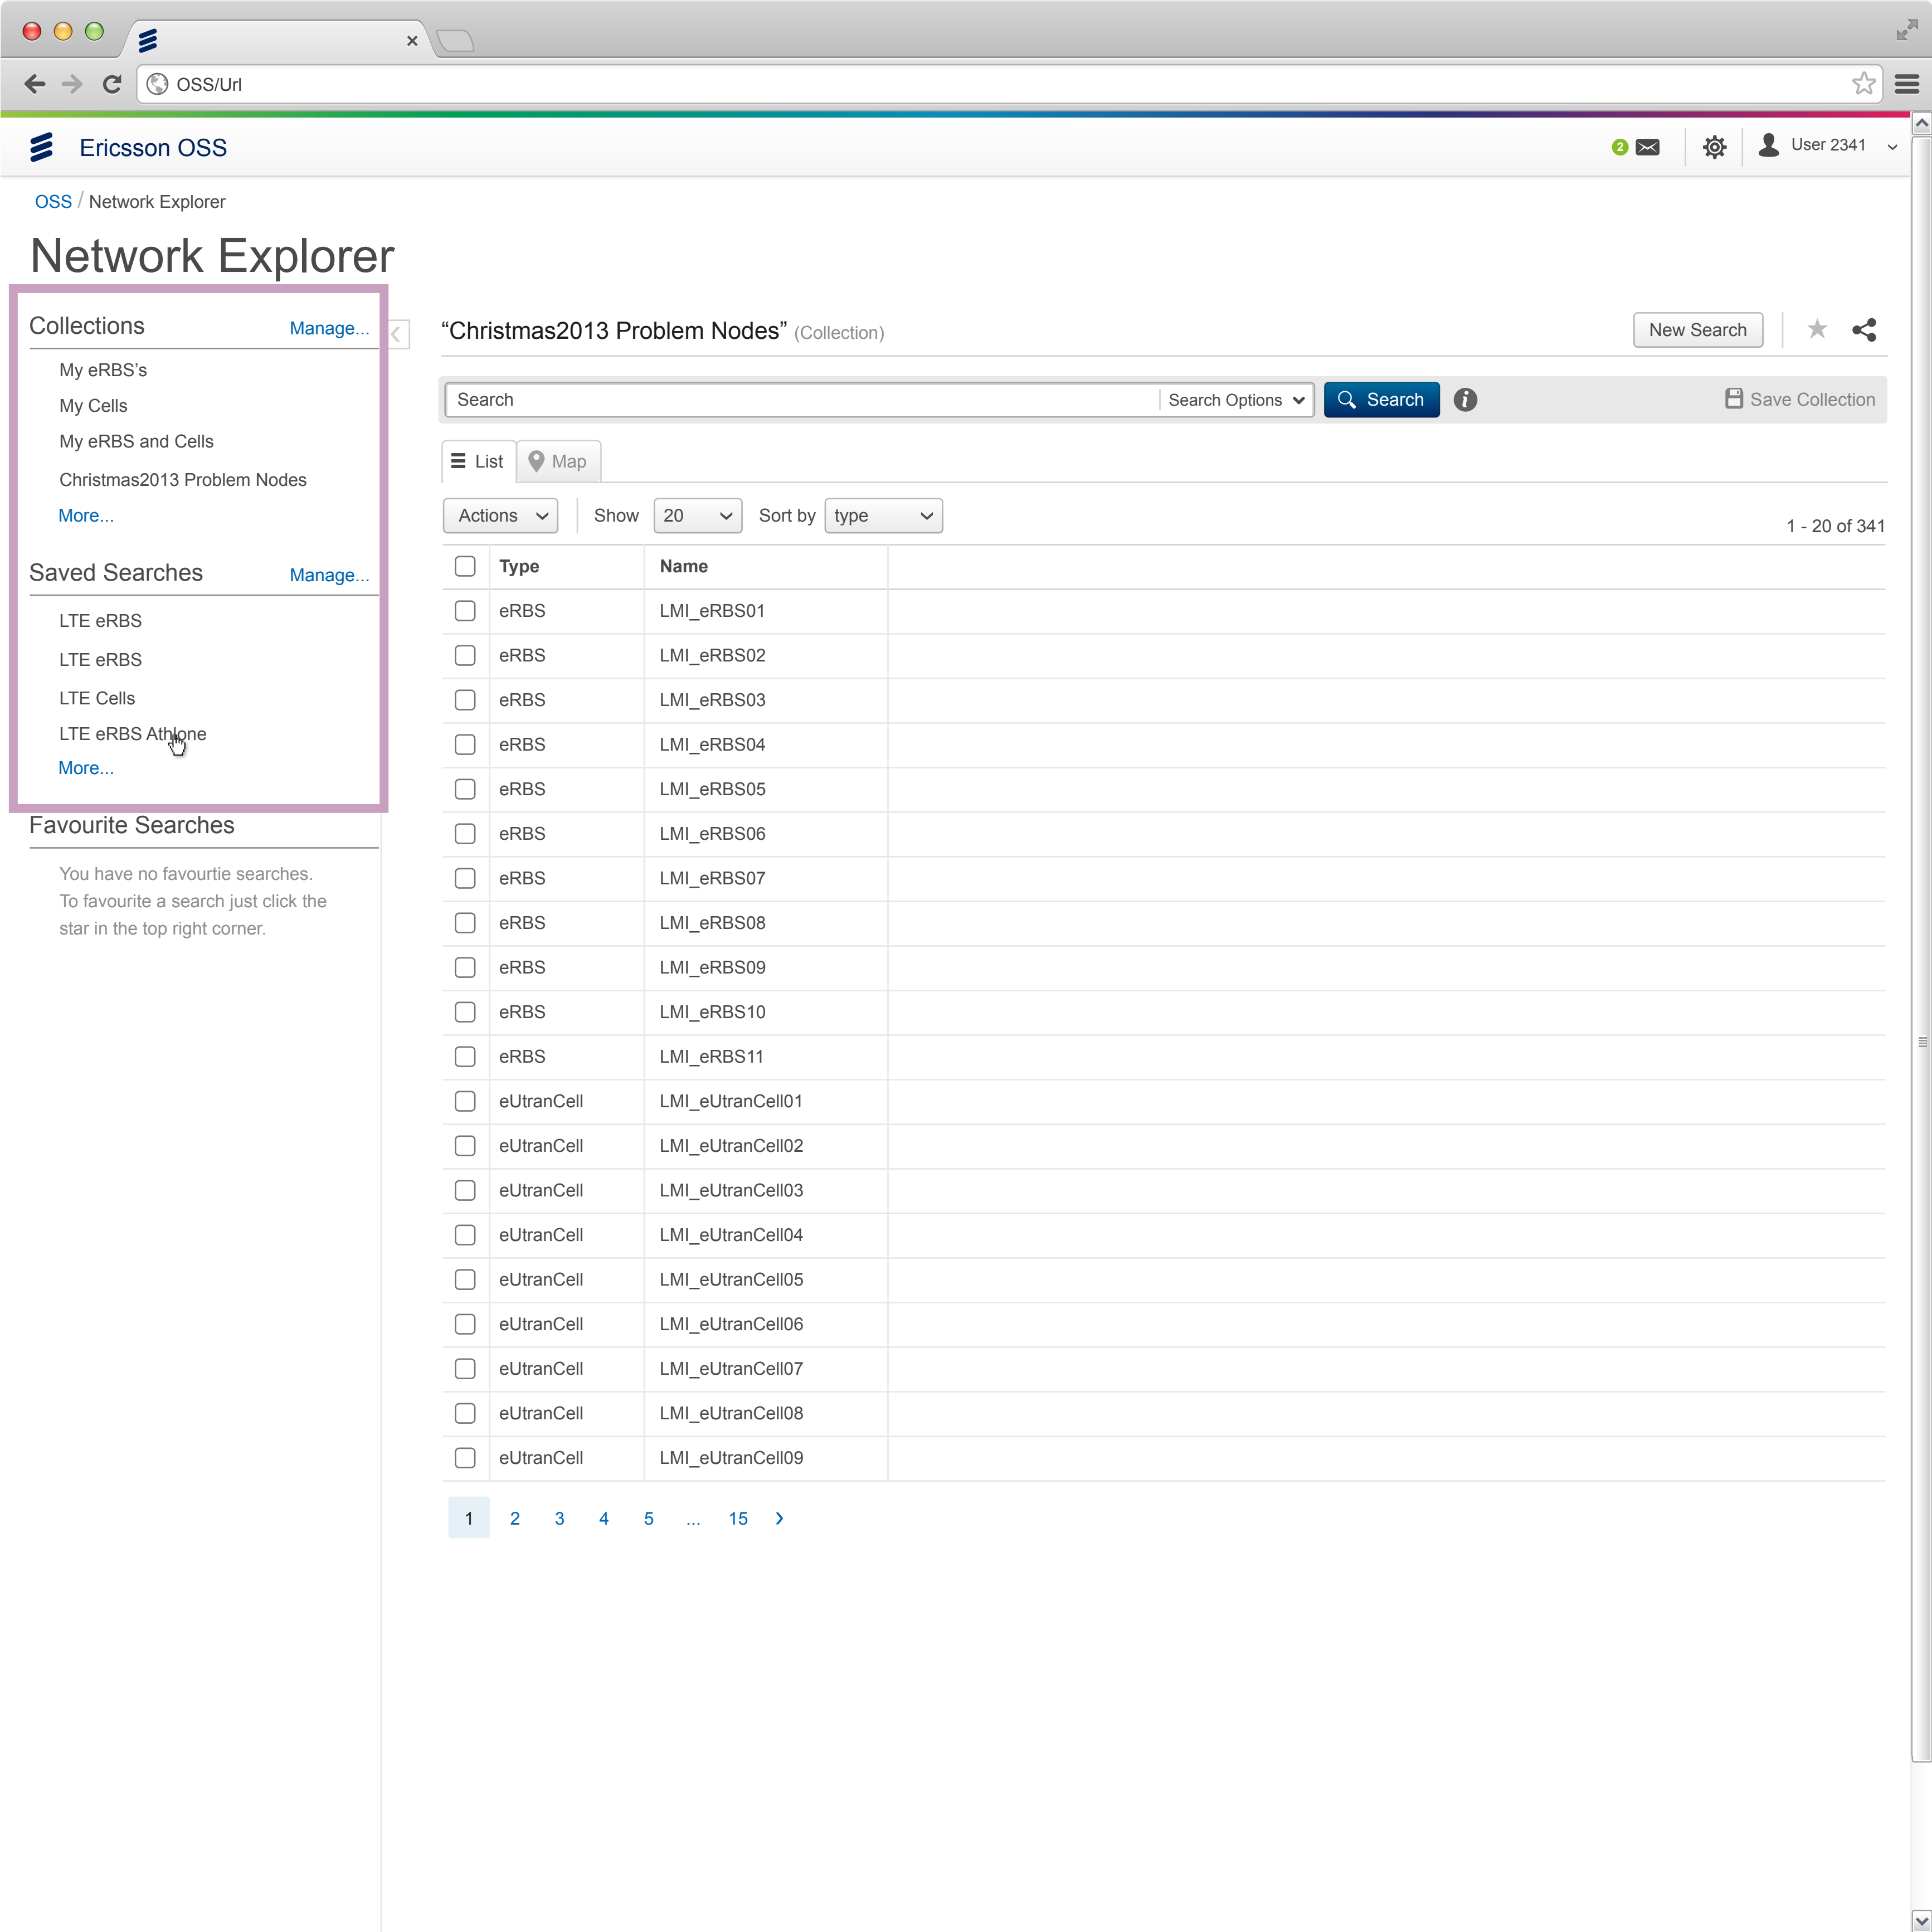 OSS/Url
Ericsson OSS
2
User 2341
OSS / Network Explorer
Network Explorer
Collections Manage...
My eRBS's
My Cells
My eRBS and Cells
Christmas2013 Problem Nodes
More...
Saved Searches Manage...
LTE eRBS
LTE eRBS
LTE Cells
LTE eRBS Athlone
More...
Favourite Searches
You have no favourtie searches.
To favourite a search just click the
star in the top right corner.
“Christmas2013 Problem Nodes” (Collection)
New Search
Search Search Options Search Save Collection
List Map
Actions Show 20 Sort by type
1 - 20 of 341
Type Name
eRBS LMI_eRBS01
eRBS LMI_eRBS02
eRBS LMI_eRBS03
eRBS LMI_eRBS04
eRBS LMI_eRBS05
eRBS LMI_eRBS06
eRBS LMI_eRBS07
eRBS LMI_eRBS08
eRBS LMI_eRBS09
eRBS LMI_eRBS10
eRBS LMI_eRBS11
eUtranCell LMI_eUtranCell01
eUtranCell LMI_eUtranCell02
eUtranCell LMI_eUtranCell03
eUtranCell LMI_eUtranCell04
eUtranCell LMI_eUtranCell05
eUtranCell LMI_eUtranCell06
eUtranCell LMI_eUtranCell07
eUtranCell LMI_eUtranCell08
eUtranCell LMI_eUtranCell09
1 2 3 4 5 ... 15